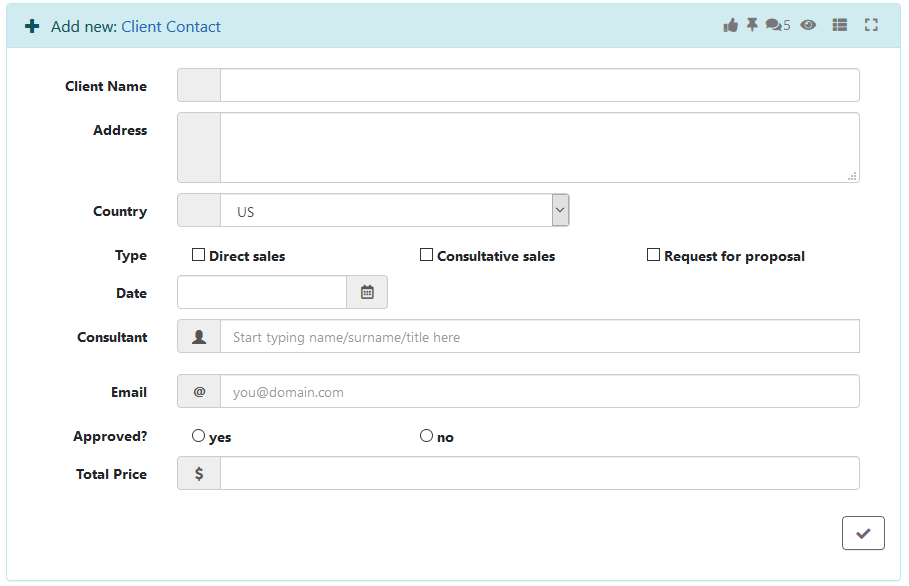 Add new: Client Contact 5
Client Name
Address
Country US
Type Direct sales Consultative sales Request for proposal
Date
Consultant Start typing name/surname/title here
Email @ you@domain.com
Approved? yes no
Total Price $